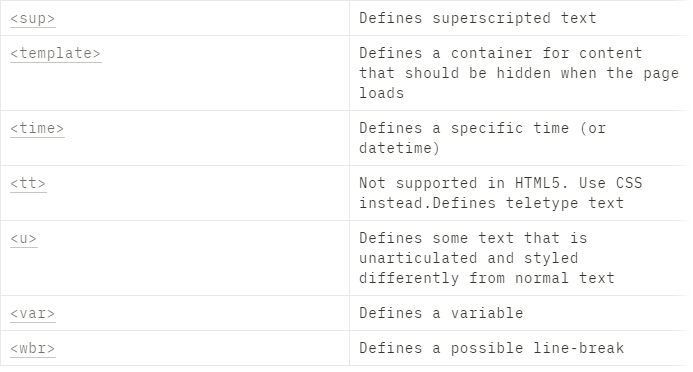 <sup> Defines superscripted text
<template> Defines a container for content
that should be hidden when the page
loads
<time> Defines a specific time (or
datetime)
<tt> Not supported in HTML5. Use CSS
instead.Defines teletype text
<u> Defines some text that is
unarticulated and styled
differently from normal text
<var> Defines a variable
<wbr> Defines a possible line-break